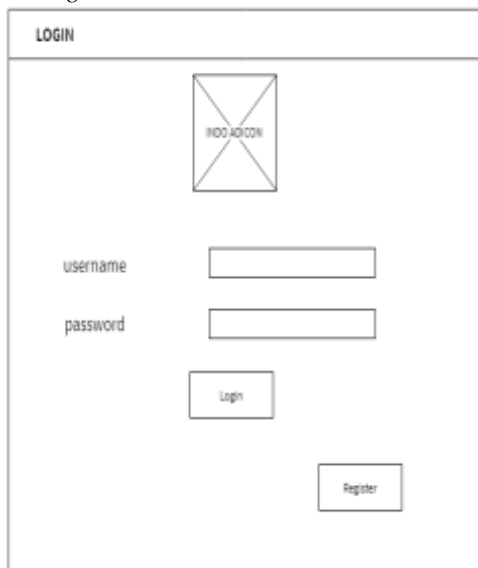 LOGIN
INDO ADICON
username
password
Login
Register